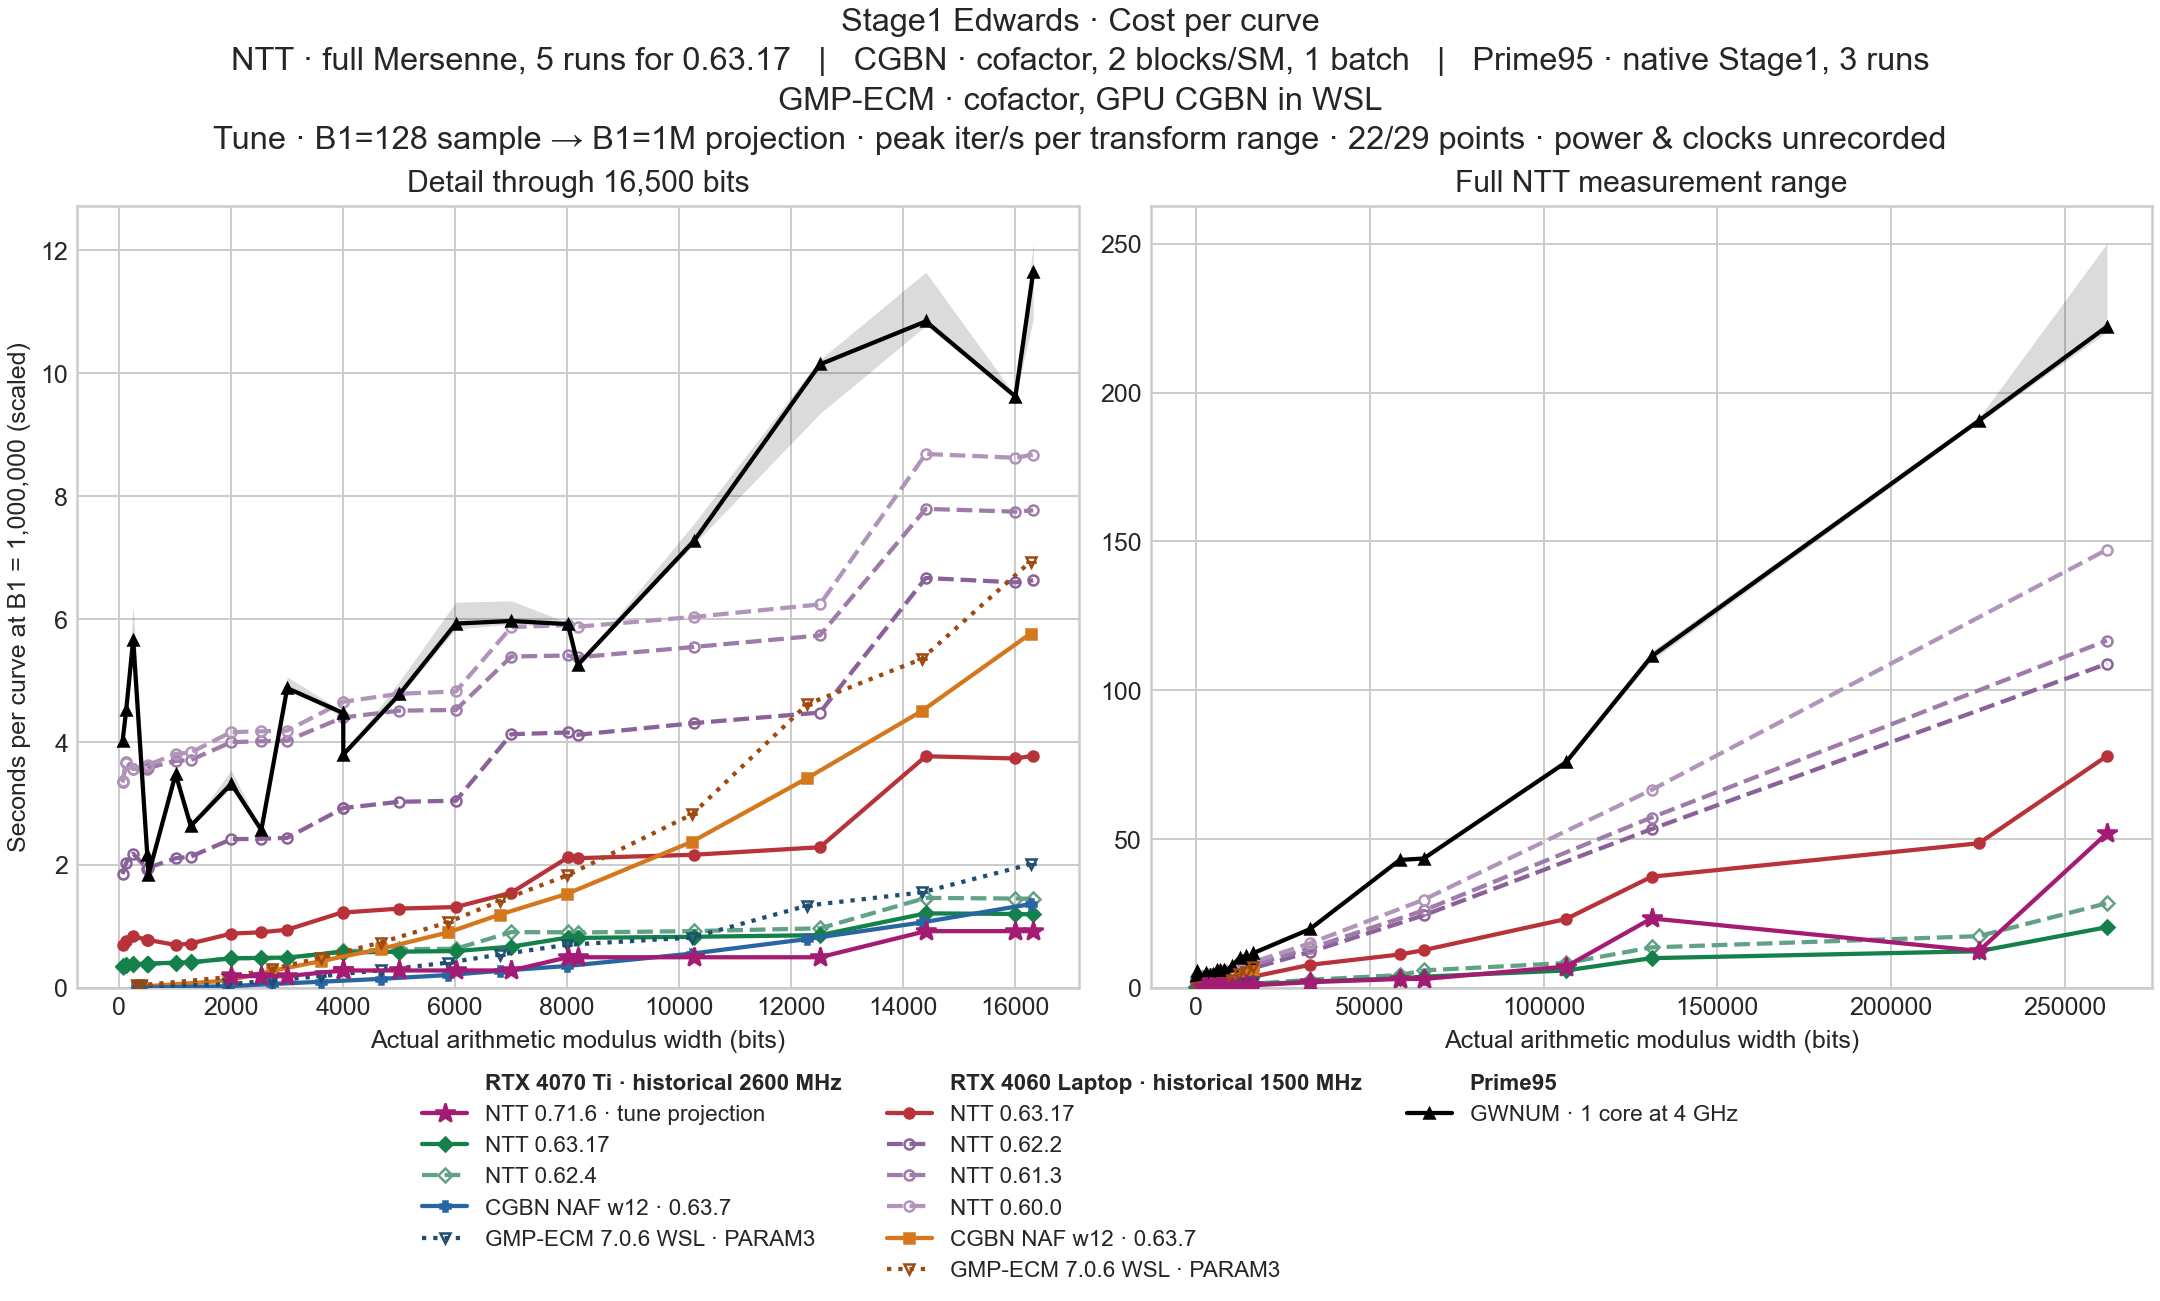 Stage1 Edwards · Cost per curve
NTT · full Mersenne, 5 runs for 0.63.17 | CGBN · cofactor, 2 blocks/SM, 1 batch | Prime95 · native Stage1, 3 runs
GMP-ECM · cofactor, GPU CGBN in WSL
Tune · B1=128 sample → B1=1M projection · peak iter/s per transform range · 22/29 points · power & clocks unrecorded
Detail through 16,500 bits
Seconds per curve at B1 = 1,000,000 (scaled)
12
10
8
6
4
2
0
0 2000 4000 6000 8000 10000 12000 14000 16000
Actual arithmetic modulus width (bits)
Full NTT measurement range
250
200
150
100
50
0
0 50000 100000 150000 200000 250000
Actual arithmetic modulus width (bits)
RTX 4070 Ti · historical 2600 MHz
NTT 0.71.6 · tune projection
NTT 0.63.17
NTT 0.62.4
CGBN NAF w12 · 0.63.7
GMP-ECM 7.0.6 WSL · PARAM3
RTX 4060 Laptop · historical 1500 MHz
NTT 0.63.17
NTT 0.62.2
NTT 0.61.3
NTT 0.60.0
CGBN NAF w12 · 0.63.7
GMP-ECM 7.0.6 WSL · PARAM3
Prime95
GWNUM · 1 core at 4 GHz